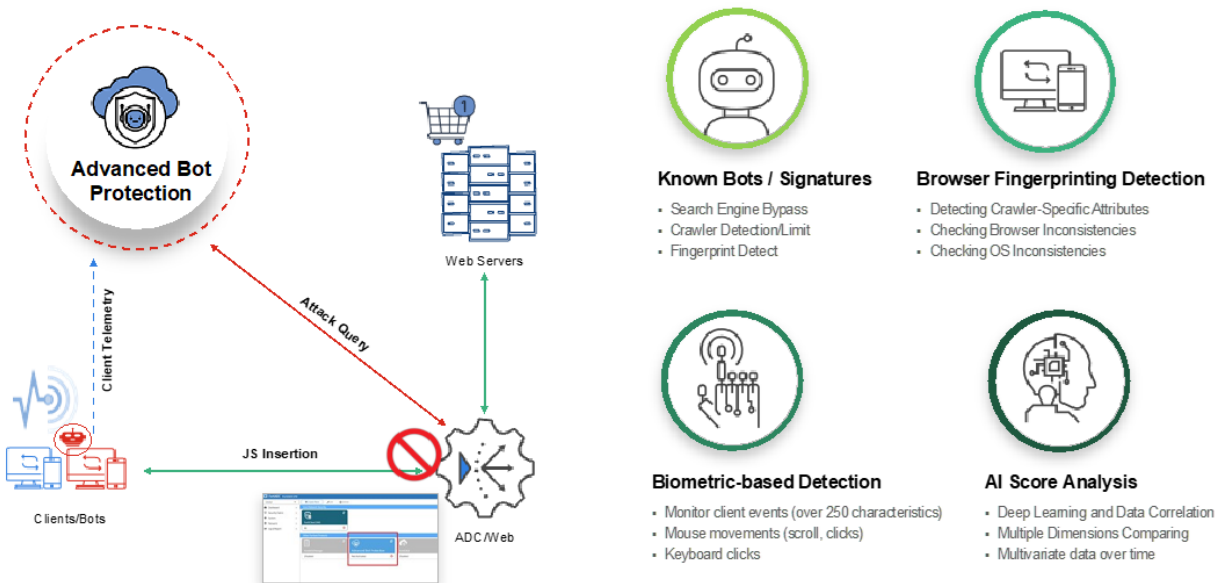 Advanced Bot
Protection
1
Web Servers
Client Telemetry
Attack Query
JS Insertion
Clients/Bots
ADC/Web
Known Bots / Signatures
▪ Search Engine Bypass
▪ Crawler Detection/Limit
▪ Fingerprint Detect
Browser Fingerprinting Detection
▪ Detecting Crawler-Specific Attributes
▪ Checking Browser Inconsistencies
▪ Checking OS Inconsistencies
Biometric-based Detection
▪ Monitor client events (over 250 characteristics)
▪ Mouse movements (scroll, clicks)
▪ Keyboard clicks
AI Score Analysis
▪ Deep Learning and Data Correlation
▪ Multiple Dimensions Comparing
▪ Multivariate data over time